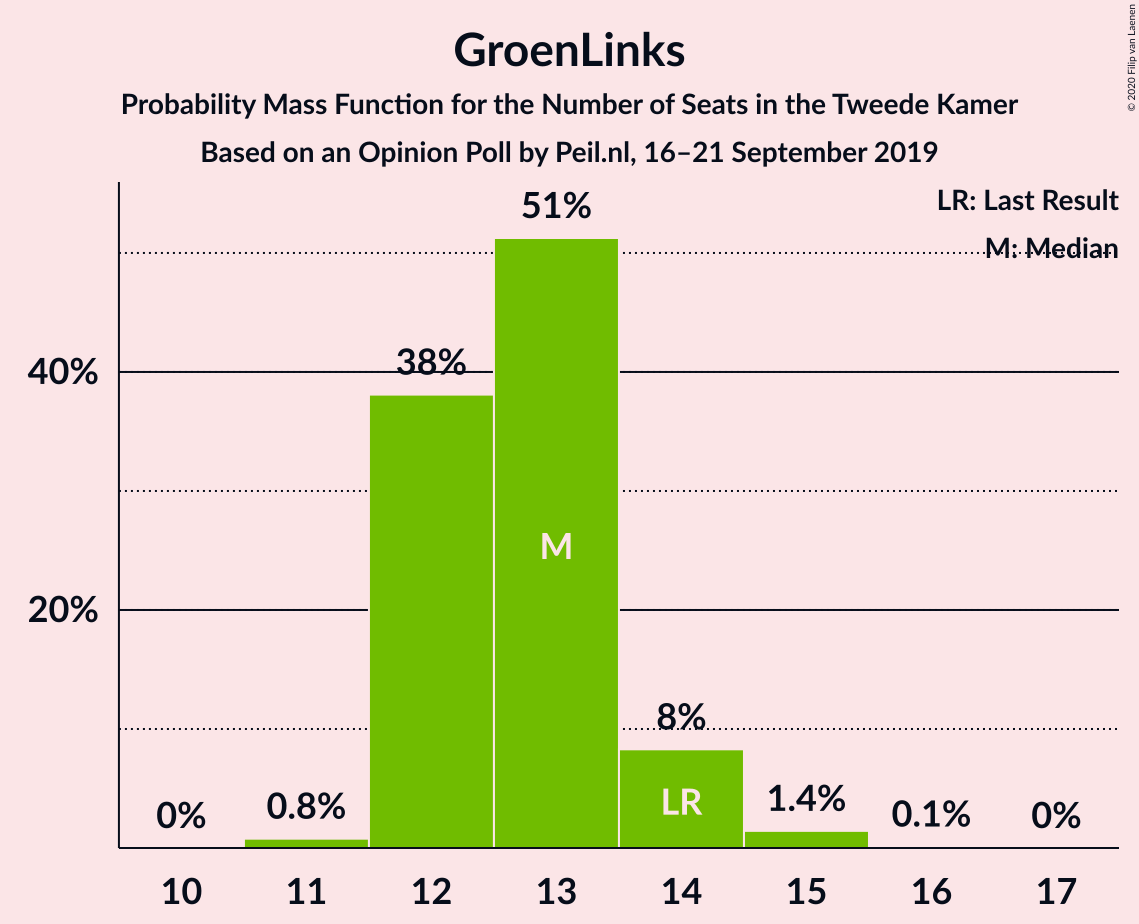 GroenLinks
Probability Mass Function for the Number of Seats in the Tweede Kamer
Based on an Opinion Poll by Peil.nl, 16–21 September 2019
© 2020 Filip van Laenen
LR: Last Result
M: Median
51%
38%
40%
M
20%
8%
LR
0%
0.8%
1.4%
0.1%
0%
10 11 12 13 14 15 16 17